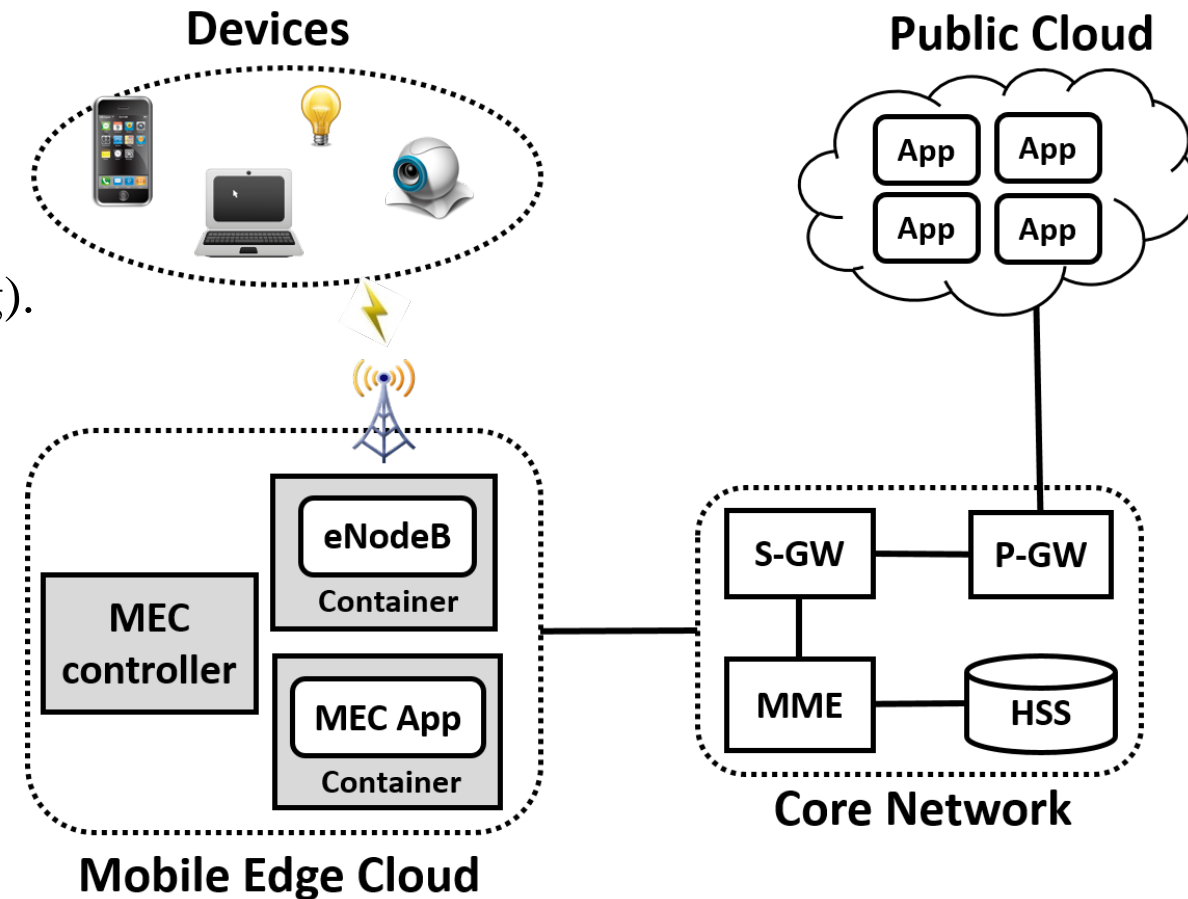 Devices
Public Cloud
App
App
App
App
).
eNodeB
Container
MEC
controller
MEC App
Container
S-GW
P-GW
MME
HSS
Core Network
Mobile Edge Cloud